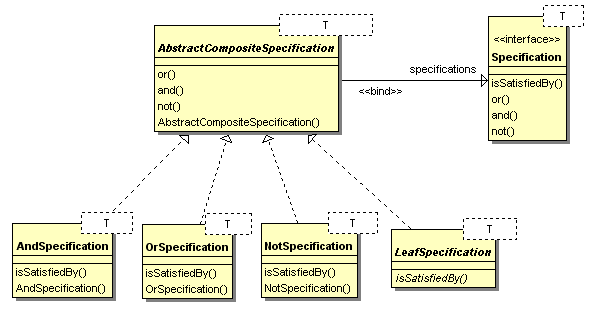 T
AbstractCompositeSpecification
or()
and()
not()
AbstractCompositeSpecification()
specifications
<<bind>>
T
<<interface>>
Specification
isSatisfiedBy()
or()
and()
not()
T
AndSpecification
isSatisfiedBy()
AndSpecification()
T
OrSpecification
isSatisfiedBy()
OrSpecification()
T
NotSpecification
isSatisfiedBy()
NotSpecification()
T
LeafSpecification
isSatisfiedBy()